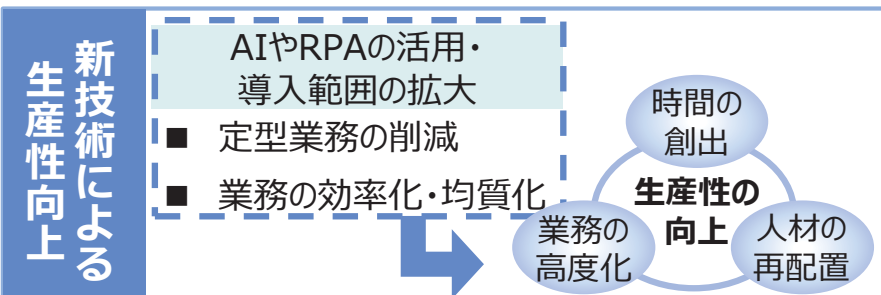 新技術による
生産性向上
AIやRPAの活用・
導入範囲の拡大
■ 定型業務の削減
■ 業務の効率化・均質化
時間の
創出
生産性の
向上
業務の
高度化
人材の
再配置